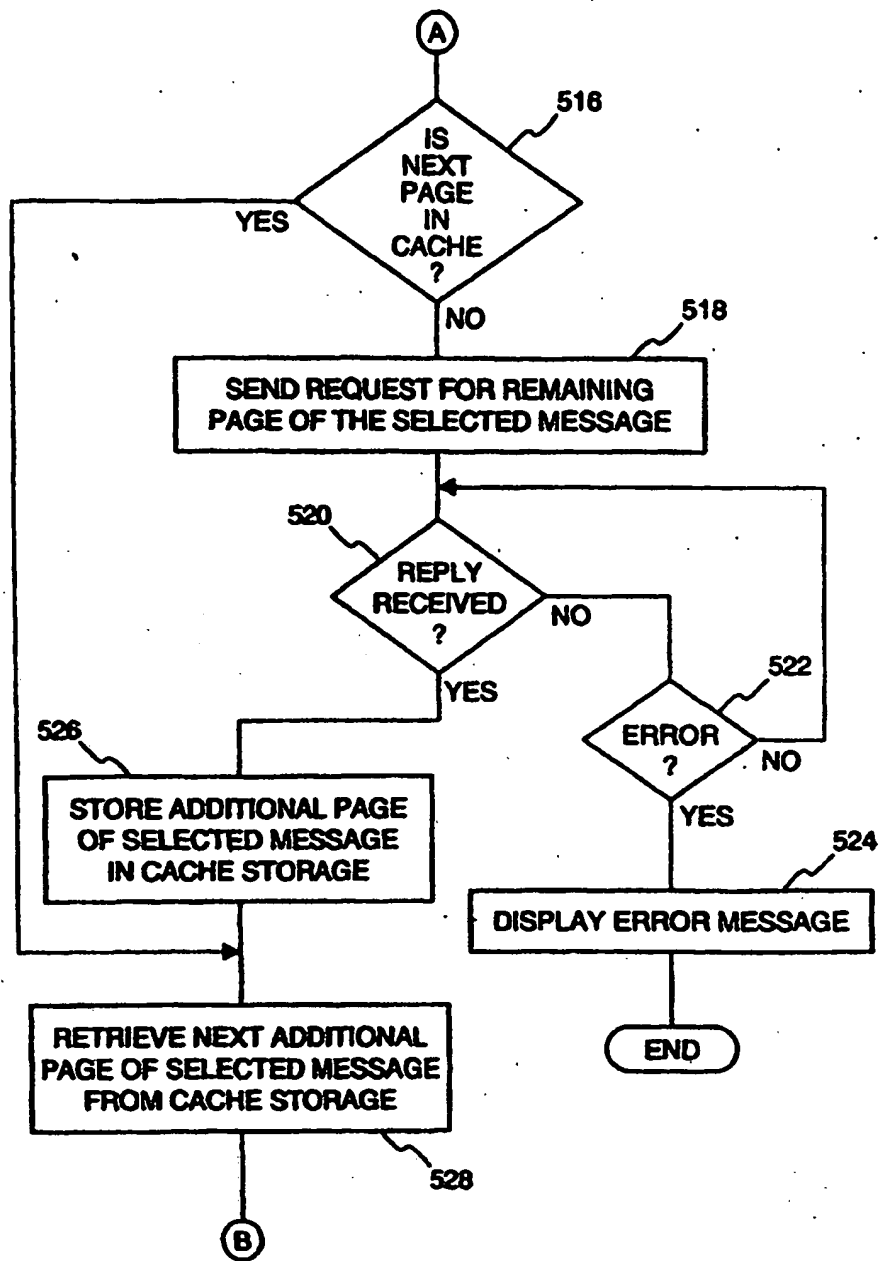 A
516
IS
NEXT
PAGE
IN
CACHE
?
YES
NO
518
SEND REQUEST FOR REMAINING
PAGE OF THE SELECTED MESSAGE
520
REPLY
RECEIVED
?
NO
YES
522
ERROR
?
NO
YES
526
STORE ADDITIONAL PAGE
OF SELECTED MESSAGE
IN CACHE STORAGE
524
DISPLAY ERROR MESSAGE
RETRIEVE NEXT ADDITIONAL
PAGE OF SELECTED MESSAGE
FROM CACHE STORAGE
528
END
B